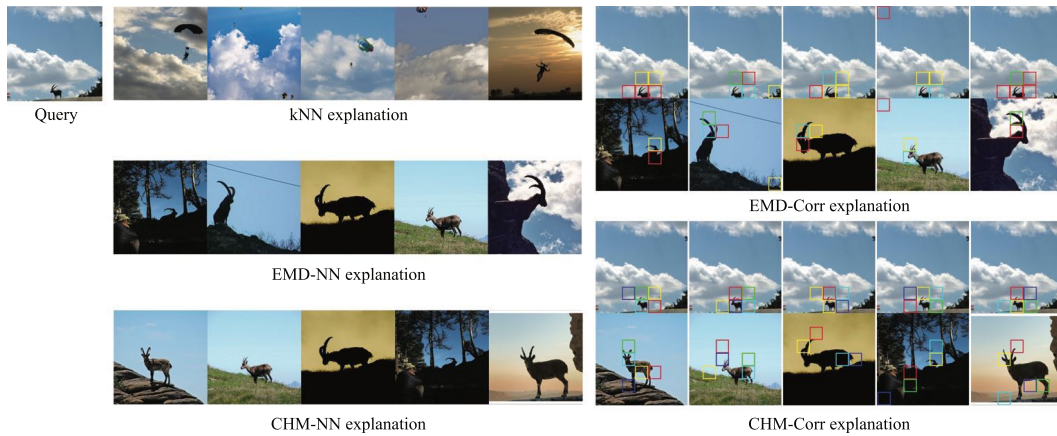 Query
kNN explanation
EMD-NN explanation
CHM-NN explanation
EMD-Corr explanation
CHM-Corr explanation